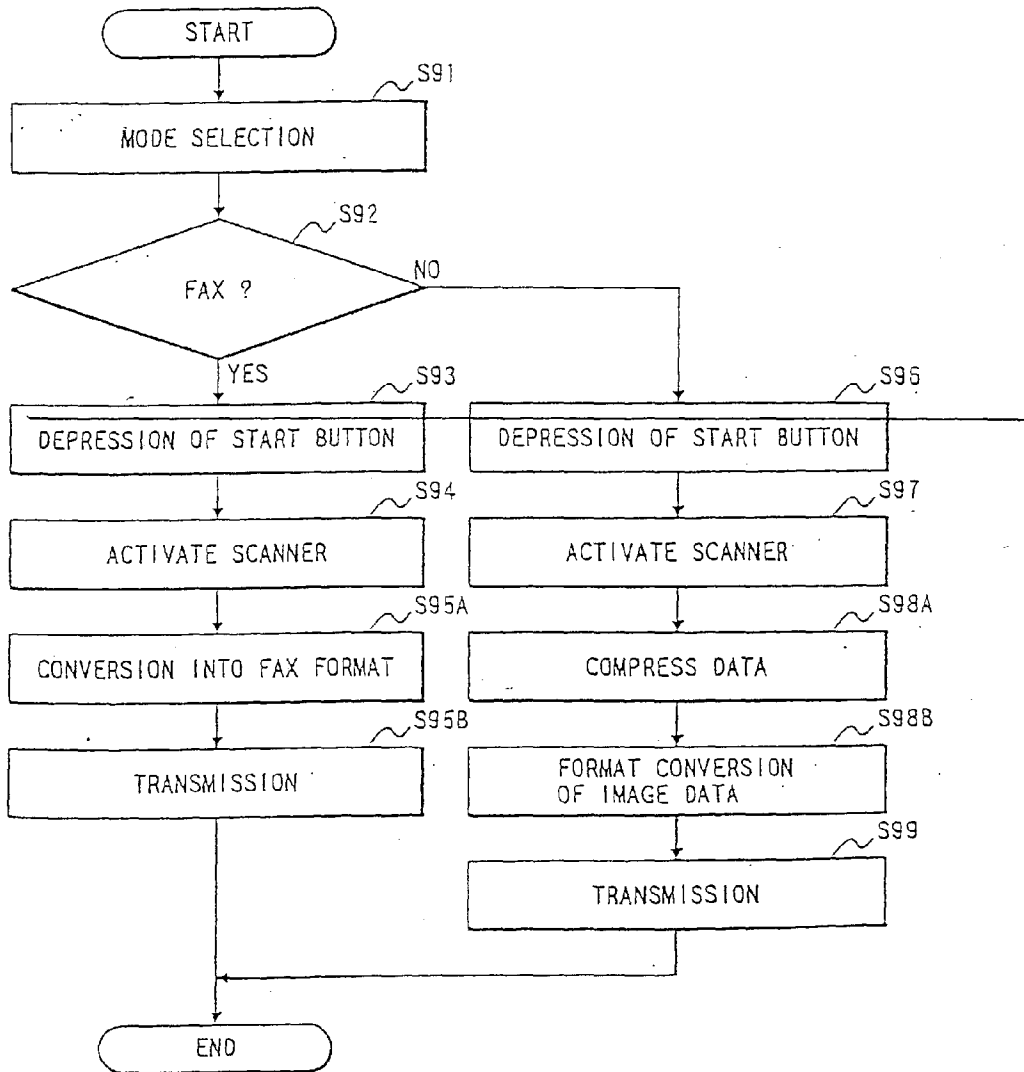 START
S91
MODE SELECTION
S92
FAX ?
NO
YES
S93
DEPRESSION OF START BUTTON
S94
ACTIVATE SCANNER
S95A
CONVERSION INTO FAX FORMAT
S95B
TRANSMISSION
S96
DEPRESSION OF START BUTTON
S97
ACTIVATE SCANNER
S98A
COMPRESS DATA
S98B
FORMAT CONVERSION
OF IMAGE DATA
S99
TRANSMISSION
END